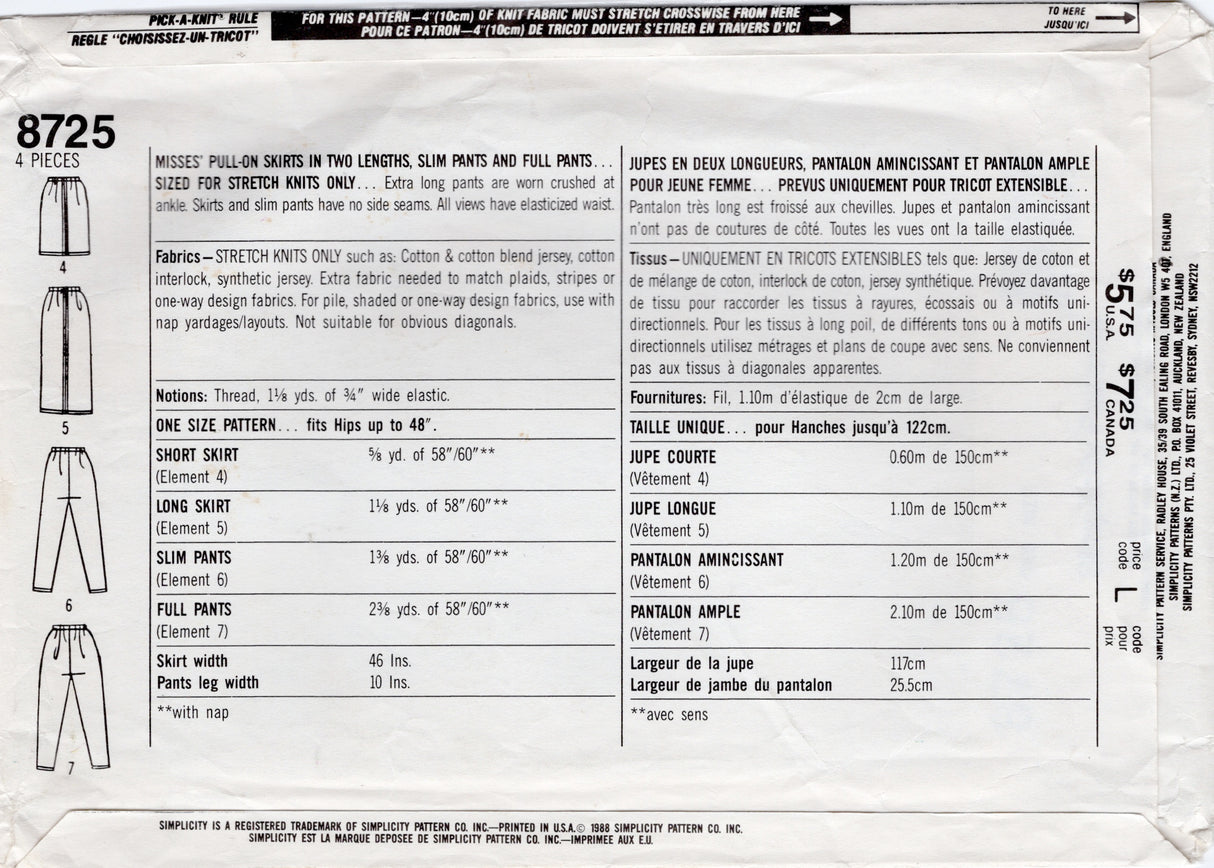 PICK-A-KNIT® RULE
REGLE "CHOISISSEZ-UN-TRICOT"
FOR THIS PATTERN—4"(10cm) OF KNIT FABRIC MUST STRETCH CROSSWISE FROM HERE
POUR CE PATRON—4"(10cm) DE TRICOT DOIVENT S'ETIRER EN TRAVERS D'ICI
TO HERE
JUSQU'ICI
8725
4 PIECES
4
5
6
7
MISSES' PULL-ON SKIRTS IN TWO LENGTHS, SLIM PANTS AND FULL PANTS...
SIZED FOR STRETCH KNITS ONLY... Extra long pants are worn crushed at
ankle. Skirts and slim pants have no side seams. All views have elasticized waist.
Fabrics—STRETCH KNITS ONLY such as: Cotton & cotton blend jersey, cotton
interlock, synthetic jersey. Extra fabric needed to match plaids, stripes or
one-way design fabrics. For pile, shaded or one-way design fabrics, use with
nap yardages/layouts. Not suitable for obvious diagonals.
Notions: Thread, 1⅛ yds. of ¾" wide elastic.
ONE SIZE PATTERN... fits Hips up to 48".
SHORT SKIRT ⅝ yd. of 58"/60"**
(Element 4)
LONG SKIRT 1⅛ yds. of 58"/60"**
(Element 5)
SLIM PANTS 1⅜ yds. of 58"/60"**
(Element 6)
FULL PANTS 2⅜ yds. of 58"/60"**
(Element 7)
Skirt width 46 Ins.
Pants leg width 10 Ins.
**with nap
JUPES EN DEUX LONGUEURS, PANTALON AMINCISSANT ET PANTALON AMPLE
POUR JEUNE FEMME... PREVUS UNIQUEMENT POUR TRICOT EXTENSIBLE...
Pantalon très long est froissé aux chevilles. Jupes et pantalon amincissant
n'ont pas de coutures de côté. Toutes les vues ont la taille elastiquée.
Tissus—UNIQUEMENT EN TRICOTS EXTENSIBLES tels que: Jersey de coton et
de mélange de coton, interlock de coton, jersey synthétique. Prévoyez davantage
de tissu pour raccorder les tissus à rayures, écossais ou à motifs uni-
directionnels. Pour les tissus à long poil, de différents tons ou à motifs uni-
directionnels utilisez métrages et plans de coupe avec sens. Ne conviennent
pas aux tissus à diagonales apparentes.
Fournitures: Fil, 1.10m d'élastique de 2cm de large.
TAILLE UNIQUE... pour Hanches jusqu'à 122cm.
JUPE COURTE 0.60m de 150cm**
(Vêtement 4)
JUPE LONGUE 1.10m de 150cm**
(Vêtement 5)
PANTALON AMINCISSANT 1.20m de 150cm**
(Vêtement 6)
PANTALON AMPLE 2.10m de 150cm**
(Vêtement 7)
Largeur de la jupe 117cm
Largeur de jambe du pantalon 25.5cm
**avec sens
$5.75 $7.25
U.S.A. CANADA
price code L code pour prix
SIMPLICITY PATTERN SERVICE, RADLEY HOUSE, 35/39 SOUTH EALING ROAD, LONDON W5 4QT, ENGLAND
SIMPLICITY PATTERNS (N.Z.) LTD., P.O. BOX 41011, AUCKLAND, NEW ZEALAND
SIMPLICITY PATTERNS PTY. LTD., 25 VIOLET STREET, REVESBY, SYDNEY, NSW2212
SIMPLICITY IS A REGISTERED TRADEMARK OF SIMPLICITY PATTERN CO. INC.—PRINTED IN U.S.A.© 1988 SIMPLICITY PATTERN CO. INC.
SIMPLICITY EST LA MARQUE DEPOSEE DE SIMPLICITY PATTERN CO. INC.—IMPRIMEE AUX E.U.